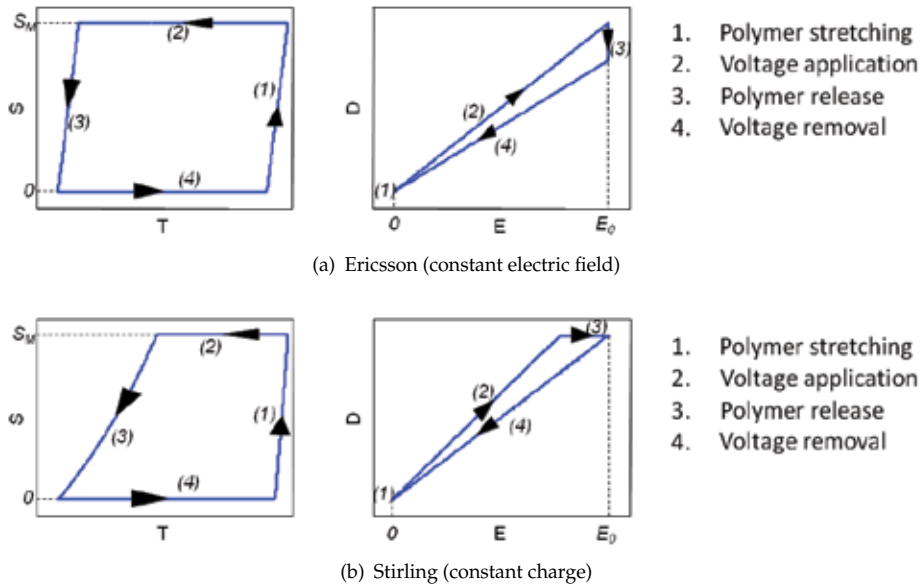 S_M
(2)
S
(1)
(3)
0
(4)
T
D
(3)
(2)
(4)
(1)
0
E
E_0
1. Polymer stretching
2. Voltage application
3. Polymer release
4. Voltage removal
(a) Ericsson (constant electric field)
S_M
(2)
S
(1)
(3)
0
(4)
T
D
(3)
(2)
(4)
(1)
0
E
E_0
1. Polymer stretching
2. Voltage application
3. Polymer release
4. Voltage removal
(b) Stirling (constant charge)